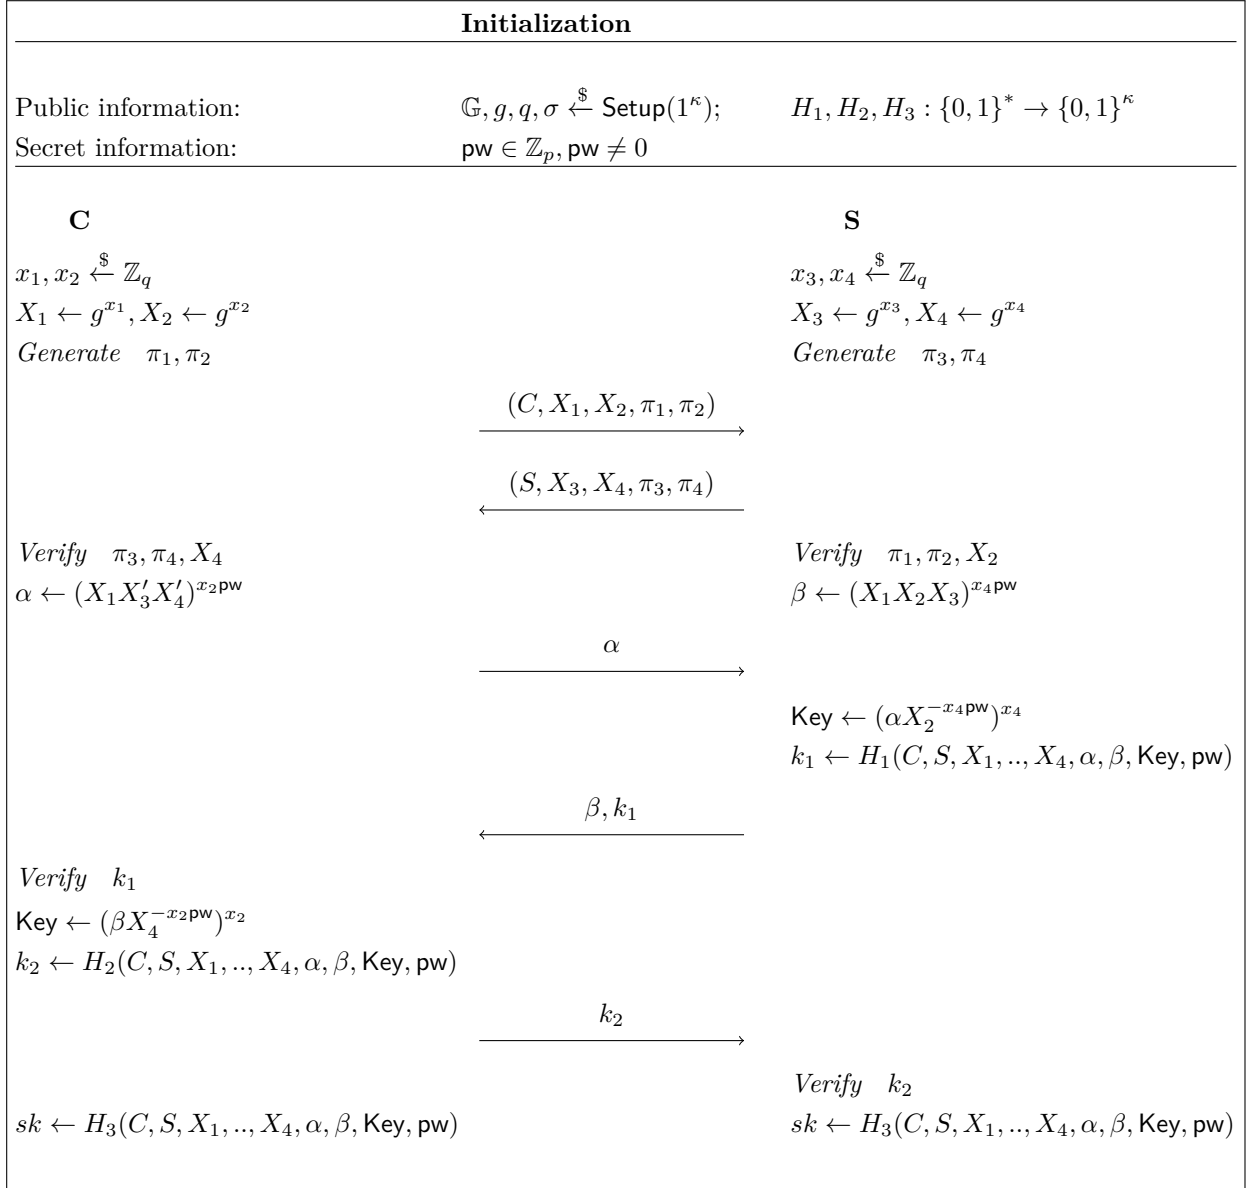 Initialization
Public information: 𝔾, g, q, σ ←$ Setup(1^κ); H₁, H₂, H₃ : {0, 1}* → {0, 1}^κ
Secret information: pw ∈ ℤ_p, pw ≠ 0
C S
x₁, x₂ ←$ ℤ_q x₃, x₄ ←$ ℤ_q
X₁ ← g^{x₁}, X₂ ← g^{x₂} X₃ ← g^{x₃}, X₄ ← g^{x₄}
Generate π₁, π₂ Generate π₃, π₄
(C, X₁, X₂, π₁, π₂)
(S, X₃, X₄, π₃, π₄)
Verify π₃, π₄, X₄ Verify π₁, π₂, X₂
α ← (X₁X₃′X₄′)^{x₂pw} β ← (X₁X₂X₃)^{x₄pw}
α
Key ← (αX₂^{−x₄pw})^{x₄}
k₁ ← H₁(C, S, X₁, .., X₄, α, β, Key, pw)
β, k₁
Verify k₁
Key ← (βX₄^{−x₂pw})^{x₂}
k₂ ← H₂(C, S, X₁, .., X₄, α, β, Key, pw)
k₂
Verify k₂
sk ← H₃(C, S, X₁, .., X₄, α, β, Key, pw) sk ← H₃(C, S, X₁, .., X₄, α, β, Key, pw)